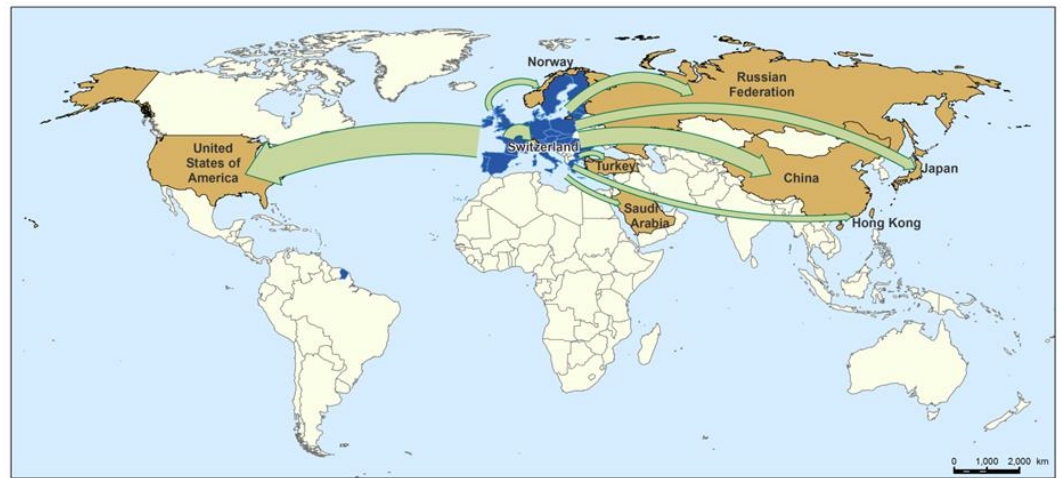 Norway
Russian
Federation
United
States of
America
Switzerland
Turkey
China
Japan
Saudi
Arabia
Hong Kong
0 1,000 2,000 km